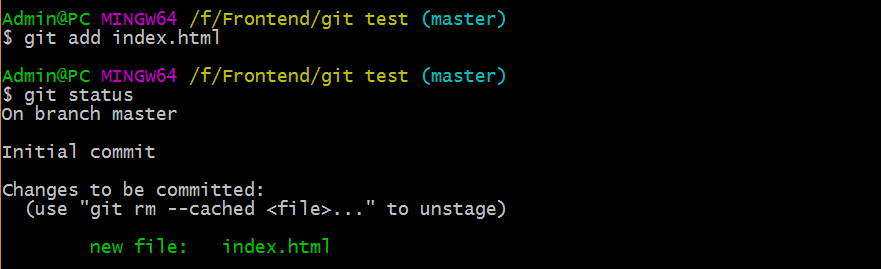 Admin@PC MINGW64 /f/Frontend/git test (master)
$ git add index.html
Admin@PC MINGW64 /f/Frontend/git test (master)
$ git status
On branch master
Initial commit
Changes to be committed:
  (use "git rm --cached <file>..." to unstage)
        new file:   index.html